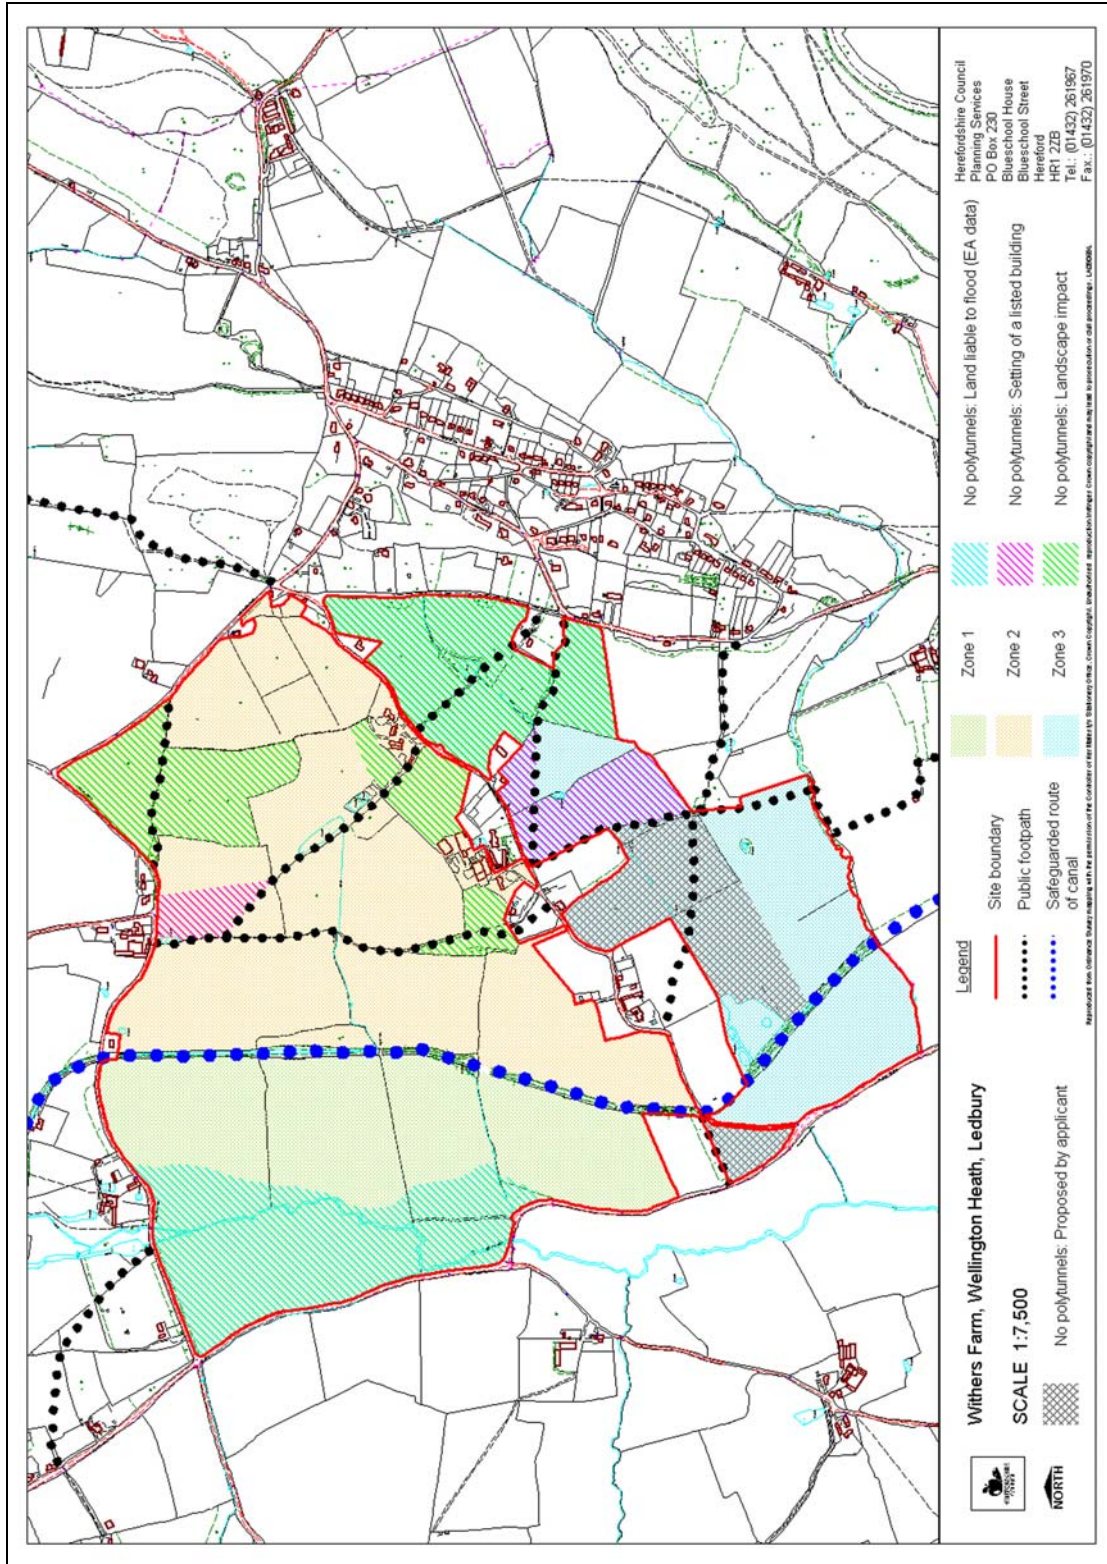 Withers Farm, Wellington Heath, Ledbury
SCALE 1:7,500
NORTH
No polytunnels: Proposed by applicant
Legend
Site boundary
Public footpath
Safeguarded route
of canal
Zone 1
Zone 2
Zone 3
No polytunnels: Land liable to flood (EA data)
No polytunnels: Setting of a listed building
No polytunnels: Landscape impact
Herefordshire Council
Planning Services
PO Box 230
Blueschool House
Blueschool Street
Hereford
HR1 2ZB
Tel.: (01432) 261967
Fax.: (01432) 261970